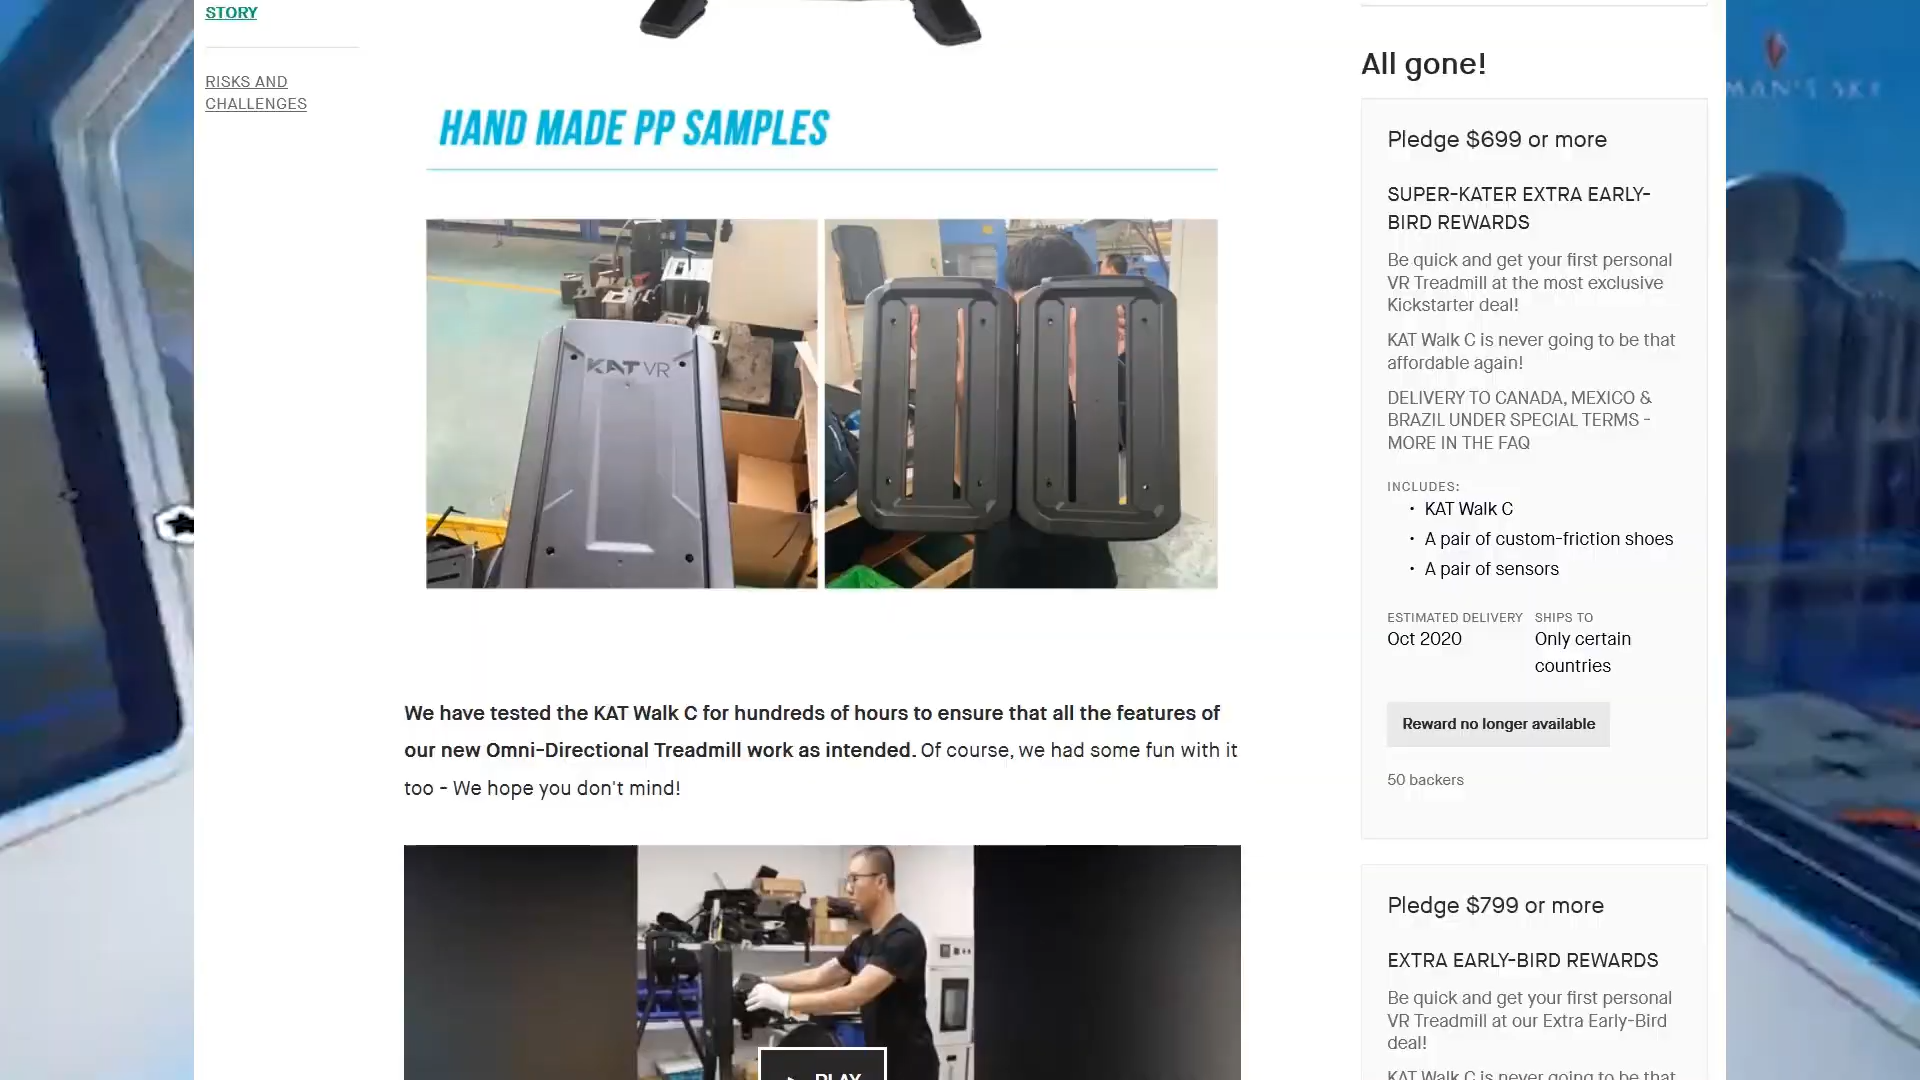 STORY
RISKS AND
CHALLENGES
HAND MADE PP SAMPLES
KAT VR
We have tested the KAT Walk C for hundreds of hours to ensure that all the features of
our new Omni-Directional Treadmill work as intended. Of course, we had some fun with it
too - We hope you don't mind!
PLAY
All gone!
Pledge $699 or more
SUPER-KATER EXTRA EARLY-
BIRD REWARDS
Be quick and get your first personal
VR Treadmill at the most exclusive
Kickstarter deal!
KAT Walk C is never going to be that
affordable again!
DELIVERY TO CANADA, MEXICO &
BRAZIL UNDER SPECIAL TERMS -
MORE IN THE FAQ
INCLUDES:
• KAT Walk C
• A pair of custom-friction shoes
• A pair of sensors
ESTIMATED DELIVERY
Oct 2020
SHIPS TO
Only certain
countries
Reward no longer available
50 backers
Pledge $799 or more
EXTRA EARLY-BIRD REWARDS
Be quick and get your first personal
VR Treadmill at our Extra Early-Bird
deal!
KAT Walk C is never going to be that
MAN'S SKY